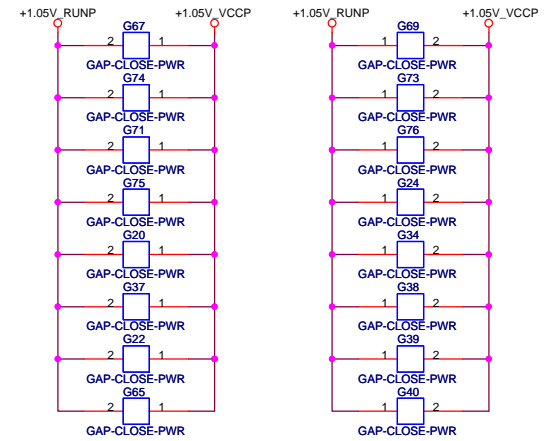 +1.05V_RUNP +1.05V_VCCP
G67
2 1
GAP-CLOSE-PWR
G74
2 1
GAP-CLOSE-PWR
G71
2 1
GAP-CLOSE-PWR
G75
2 1
GAP-CLOSE-PWR
G20
2 1
GAP-CLOSE-PWR
G37
2 1
GAP-CLOSE-PWR
G22
2 1
GAP-CLOSE-PWR
G65
2 1
GAP-CLOSE-PWR
+1.05V_RUNP +1.05V_VCCP
G69
1 2
GAP-CLOSE-PWR
G73
1 2
GAP-CLOSE-PWR
G76
1 2
GAP-CLOSE-PWR
G24
1 2
GAP-CLOSE-PWR
G34
1 2
GAP-CLOSE-PWR
G38
1 2
GAP-CLOSE-PWR
G39
1 2
GAP-CLOSE-PWR
G40
1 2
GAP-CLOSE-PWR